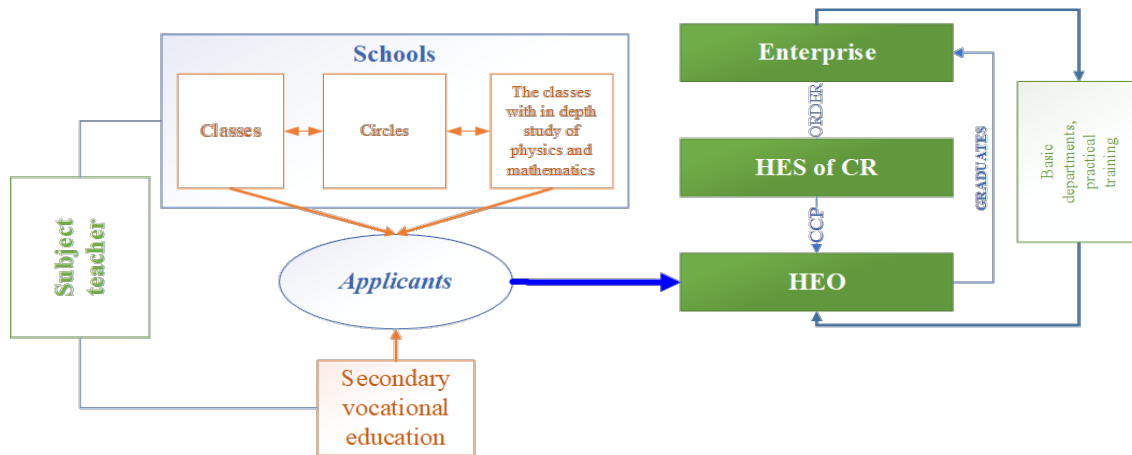 Schools
Classes
Circles
The classes
with in depth
study of
physics and
mathematics
Subject
teacher
Applicants
Secondary
vocational
education
Enterprise
ORDER
HES of CR
CCP
HEO
GRADUATES
Basic
departments,
practical
training